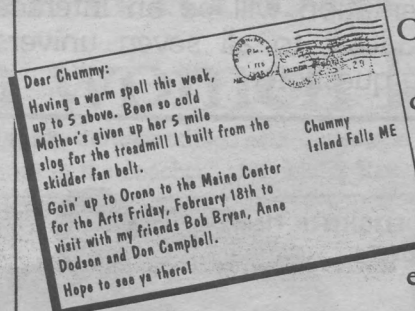 Dear Chummy:
Having a warm spell this week,
up to 5 above. Been so cold
Mother's given up her 5 mile
slog for the treadmill I built from the
skidder fan belt.
Goin' up to Orono to the Maine Center
for the Arts Friday, February 18th to
visit with my friends Bob Bryan, Anne
Dodson and Don Campbell.
Hope to see ya there!
Chummy
Island Falls ME